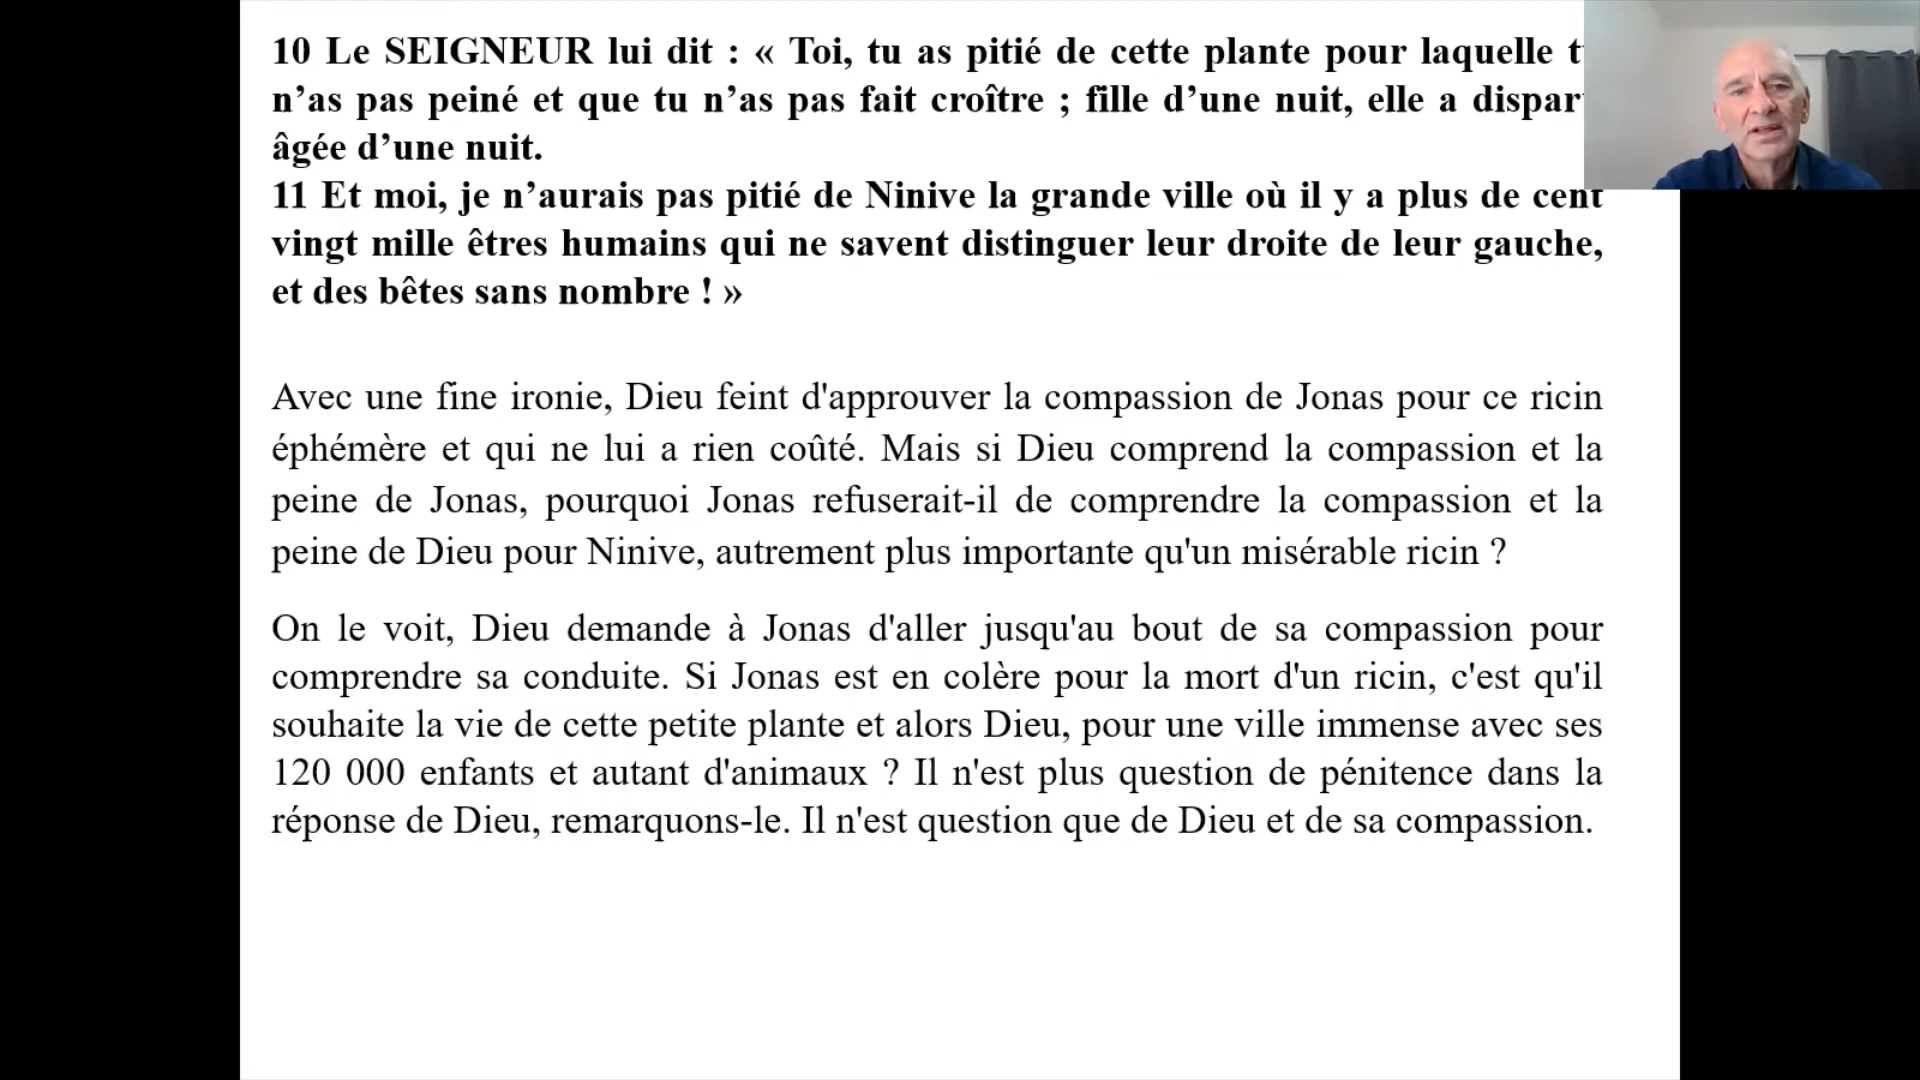 10 Le SEIGNEUR lui dit : « Toi, tu as pitié de cette plante pour laquelle
n’as pas peiné et que tu n’as pas fait croître ; fille d’une nuit, elle a
âgée d’une nuit.
11 Et moi, je n’aurais pas pitié de Ninive la grande ville où il y a plus de cent
vingt mille êtres humains qui ne savent distinguer leur droite de leur gauche,
et des bêtes sans nombre ! »
Avec une fine ironie, Dieu feint d'approuver la compassion de Jonas pour ce ricin
éphémère et qui ne lui a rien coûté. Mais si Dieu comprend la compassion et la
peine de Jonas, pourquoi Jonas refuserait-il de comprendre la compassion et la
peine de Dieu pour Ninive, autrement plus importante qu'un misérable ricin ?
On le voit, Dieu demande à Jonas d'aller jusqu'au bout de sa compassion pour
comprendre sa conduite. Si Jonas est en colère pour la mort d'un ricin, c'est qu'il
souhaite la vie de cette petite plante et alors Dieu, pour une ville immense avec ses
120 000 enfants et autant d'animaux ? Il n'est plus question de pénitence dans la
réponse de Dieu, remarquons-le. Il n'est question que de Dieu et de sa compassion.